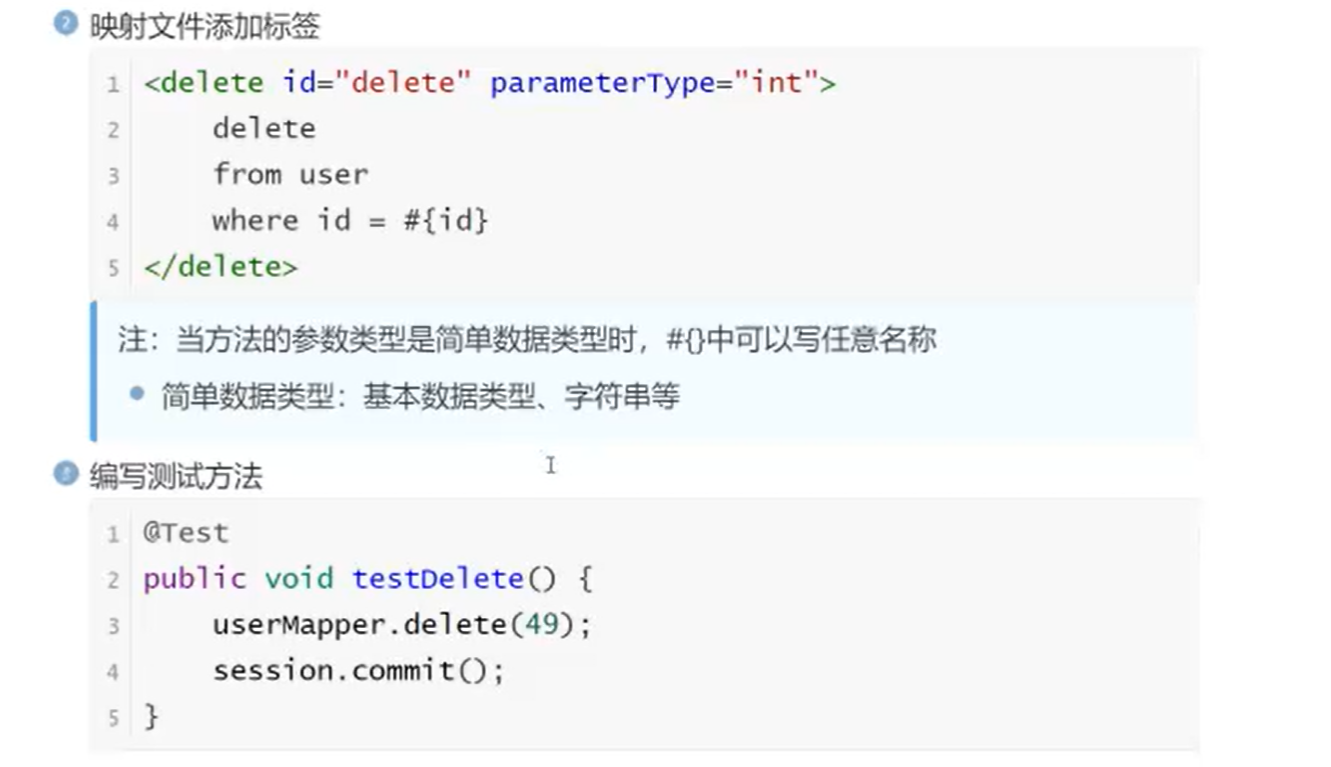 2 映射文件添加标签
1 <delete id="delete" parameterType="int">
2 delete
3 from user
4 where id = #{id}
5 </delete>
注：当方法的参数类型是简单数据类型时，#{}中可以写任意名称
简单数据类型：基本数据类型、字符串等
编写测试方法
1 @Test
2 public void testDelete() {
3 userMapper.delete(49);
4 session.commit();
5 }